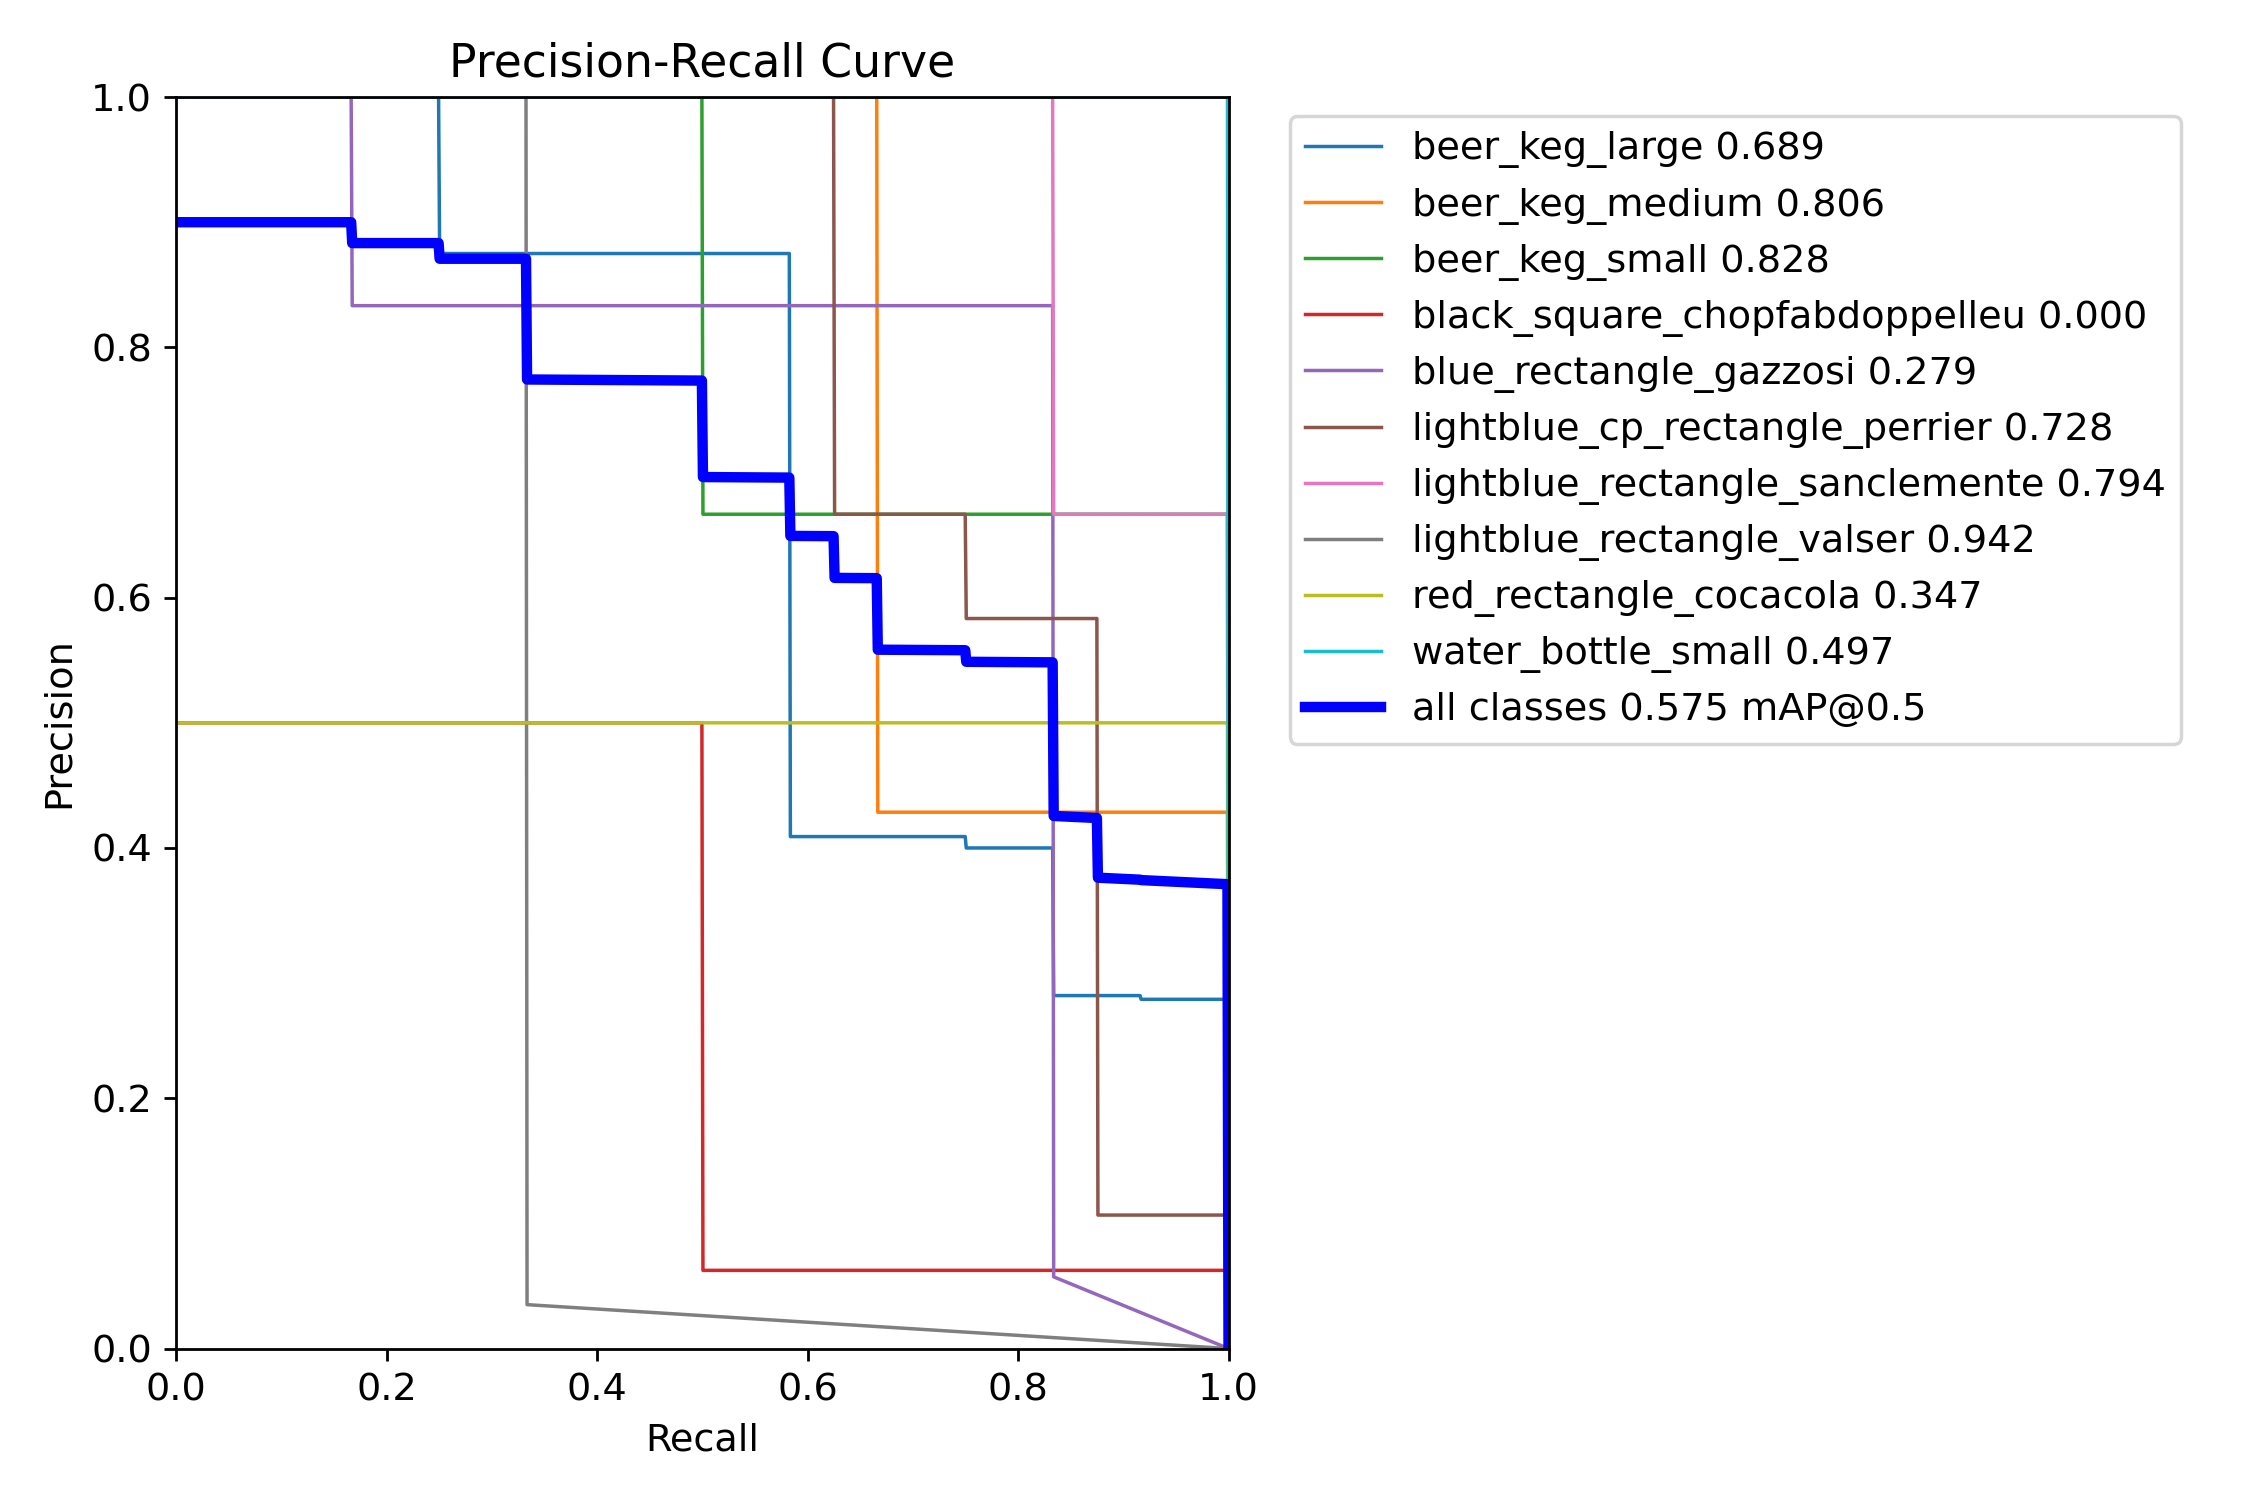 Precision-Recall Curve
1.0
0.8
0.6
0.4
0.2
0.0
Precision
0.0 0.2 0.4 0.6 0.8 1.0
Recall
beer_keg_large 0.689
beer_keg_medium 0.806
beer_keg_small 0.828
black_square_chopfabdoppelleu 0.000
blue_rectangle_gazzosi 0.279
lightblue_cp_rectangle_perrier 0.728
lightblue_rectangle_sanclemente 0.794
lightblue_rectangle_valser 0.942
red_rectangle_cocacola 0.347
water_bottle_small 0.497
all classes 0.575 mAP@0.5